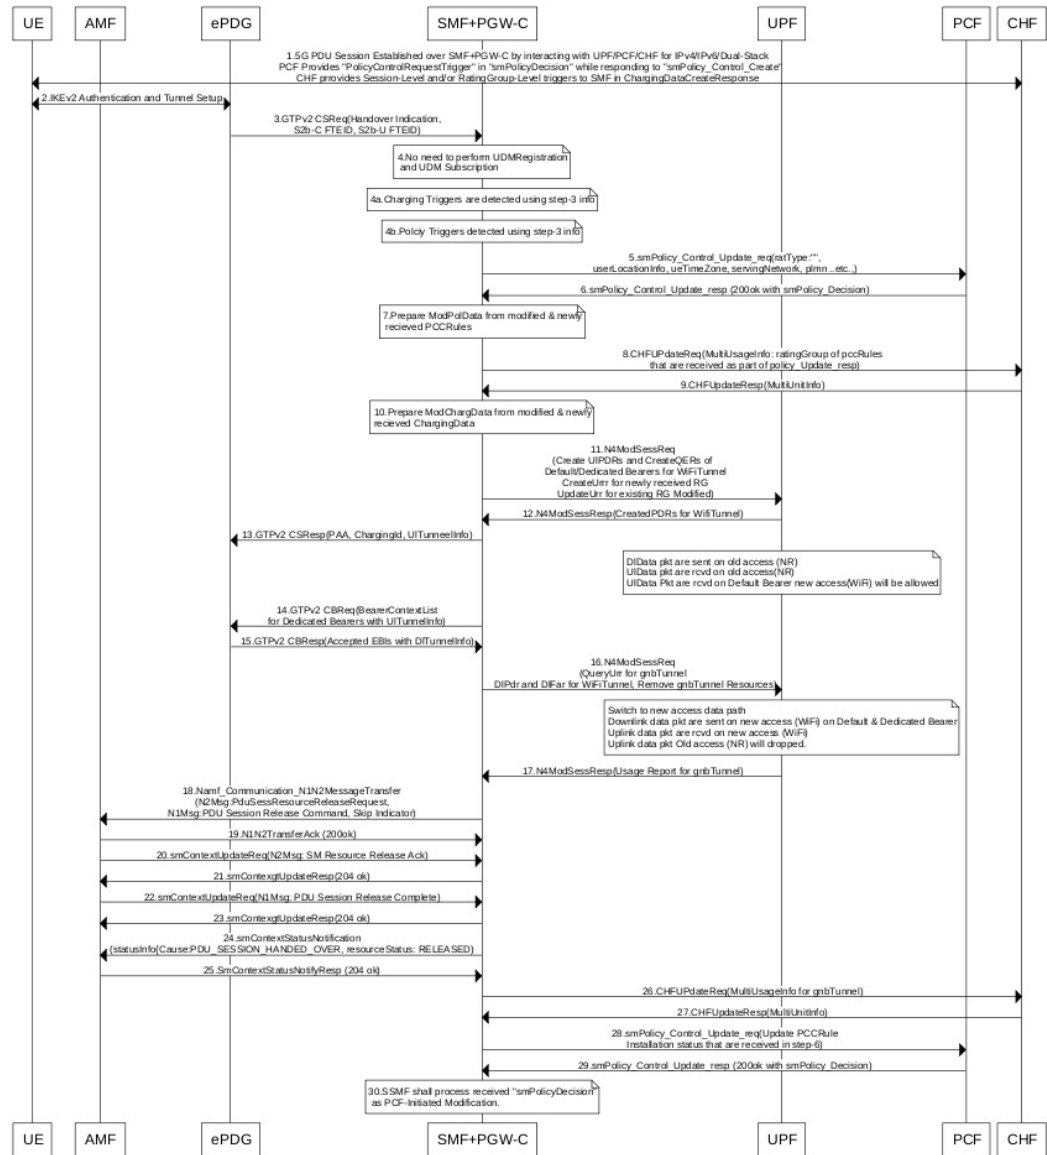 UE AMF ePDG SMF+PGW-C UPF PCF CHF
1.5G PDU Session Established over SMF+PGW-C by interacting with UPF/PCF/CHF for IPv4/IPv6/Dual-Stack
PCF Provides "PolicyControlRequestTrigger" in "smPolicyDecision" while responding to "smPolicy_Control_Create"
CHF provides Session-Level and/or RatingGroup-Level triggers to SMF in ChargingDataCreateResponse
2.IKEv2 Authentication and Tunnel Setup
3.GTPv2 CSReq(Handover Indication,
S2b-C FTEID, S2b-U FTEID)
4.No need to perform UDMRegistration
and UDM Subscription
4a.Charging Triggers are detected using step-3 info
4b.Polciy Triggers detected using step-3 info
5.smPolicy_Control_Update_req(ratType:"",
userLocationInfo, ueTimeZone, servingNetwork, plmn ..etc.,)
6.smPolicy_Control_Update_resp (200ok with smPolicy_Decision)
7.Prepare ModPolData from modified & newly
recieved PCCRules
8.CHFUPdateReq(MultiUsageInfo: ratingGroup of pccRules
that are received as part of policy_Update_resp)
9.CHFUpdateResp(MultiUnitInfo)
10.Prepare ModChargData from modified & newly
recieved ChargingData
11.N4ModSessReq
(Create UlPDRs and CreateQERs of
Default/Dedicated Bearers for WiFiTunnel
CreateUrrr for newly received RG
UpdateUrr for existing RG Modified)
12.N4ModSessResp(CreatedPDRs for WifiTunnel)
13.GTPv2 CSResp(PAA, ChargingId, UlTunneelInfo)
DlData pkt are sent on old access (NR)
UlData pkt are rcvd on old access(NR)
UlData Pkt are rcvd on Default Bearer new access(WiFi) will be allowed
14.GTPv2 CBReq(BearerContextList
for Dedicated Bearers with UlTunnelInfo)
15.GTPv2 CBResp(Accepted EBIs with DlTunnelInfo)
16.N4ModSessReq
(QueryUrr for gnbTunnel
DlPdr and DlFar for WiFiTunnel, Remove gnbTunnel Resources)
Switch to new access data path
Downlink data pkt are sent on new access (WiFi) on Default & Dedicated Bearer
Uplink data pkt are rcvd on new access (WiFi)
Uplink data pkt Old access (NR) will dropped.
17.N4ModSessResp(Usage Report for gnbTunnel)
18.Namf_Communication_N1N2MessageTransfer
(N2Msg:PduSessResourceReleaseRequest,
N1Msg:PDU Session Release Command, Skip Indicator)
19.N1N2TransferAck (200ok)
20.smContextUpdateReq(N2Msg: SM Resource Release Ack)
21.smContexgtUpdateResp(204 ok)
22.smContextUpdateReq(N1Msg: PDU Session Release Complete)
23.smContexgtUpdateResp(204 ok)
24.smContextStatusNotification
(statusInfo[Cause:PDU_SESSION_HANDED_OVER, resourceStatus: RELEASED)
25.SmContextStatusNotifyResp (204 ok)
26.CHFUPdateReq(MultiUsageInfo for gnbTunnel)
27.CHFUpdateResp(MultiUnitInfo)
28.smPolicy_Control_Update_req(Update PCCRule
Installation status that are received in step-6)
29.smPolicy_Control_Update_resp (200ok with smPolicy_Decision)
30.SSMF shall process received "smPolicyDecision"
as PCF-Initiated Modification.
UE AMF ePDG SMF+PGW-C UPF PCF CHF